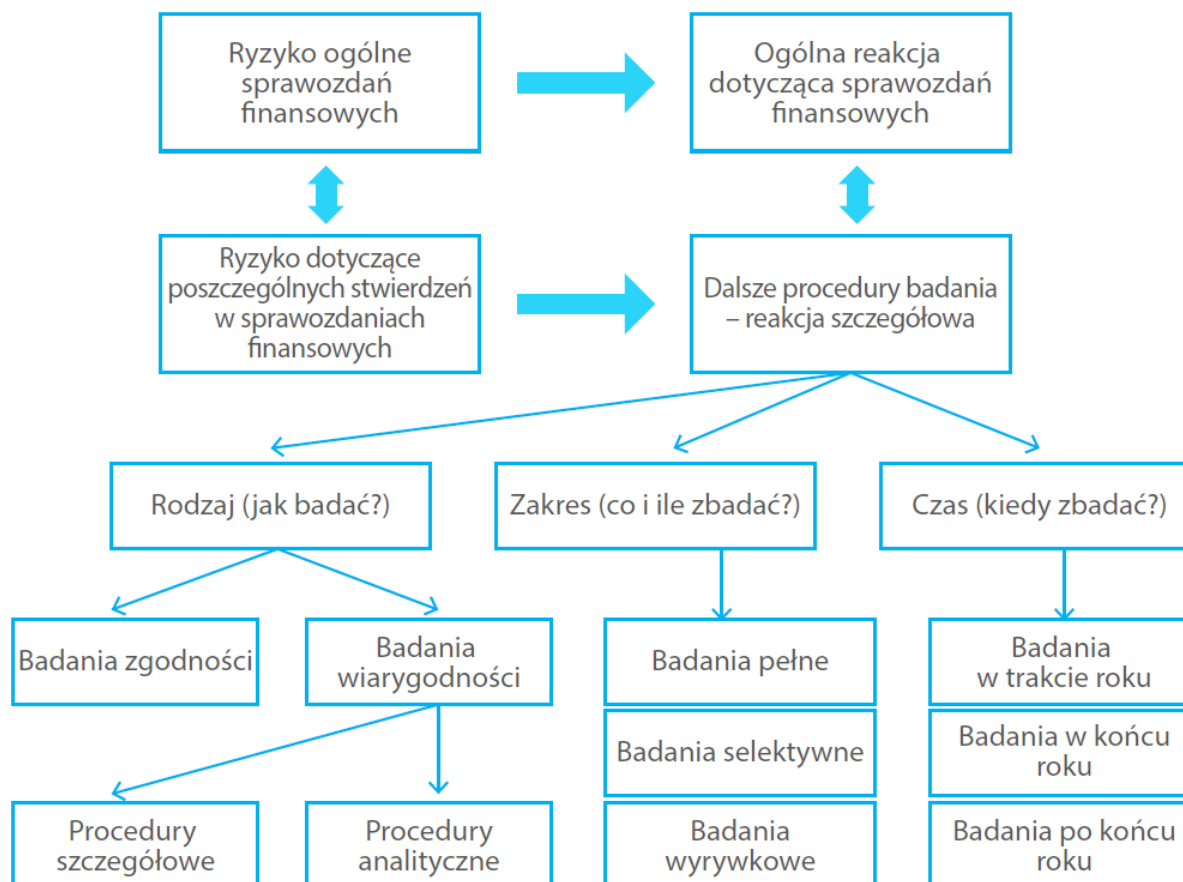 Ryzyko ogólne
sprawozdań
finansowych
Ogólna reakcja
dotycząca sprawozdań
finansowych
Ryzyko dotyczące
poszczególnych stwierdzeń
w sprawozdaniach
finansowych
Dalsze procedury badania
– reakcja szczegółowa
Rodzaj (jak badać?)
Zakres (co i ile zbadać?)
Czas (kiedy zbadać?)
Badania zgodności
Badania
wiarygodności
Badania pełne
Badania
w trakcie roku
Badania selektywne
Badania w końcu
roku
Procedury
szczegółowe
Procedury
analityczne
Badania
wyrywkowe
Badania po końcu
roku